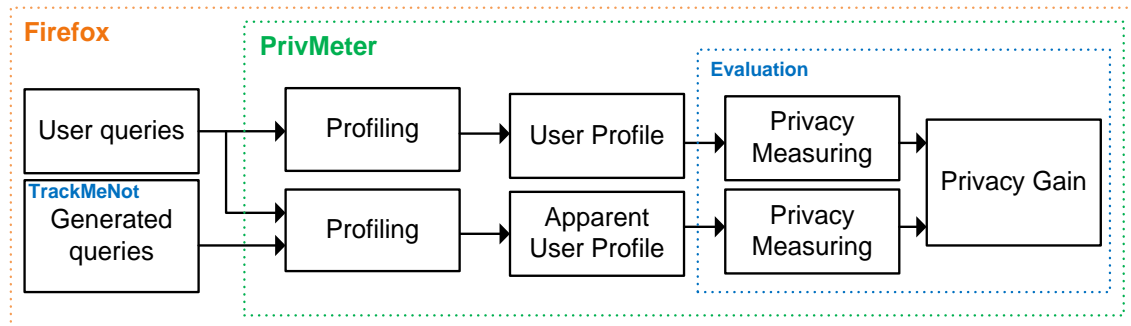 Firefox
PrivMeter
Evaluation
User queries
Profiling
User Profile
Privacy
Measuring
Privacy Gain
TrackMeNot
Generated
queries
Profiling
Apparent
User Profile
Privacy
Measuring